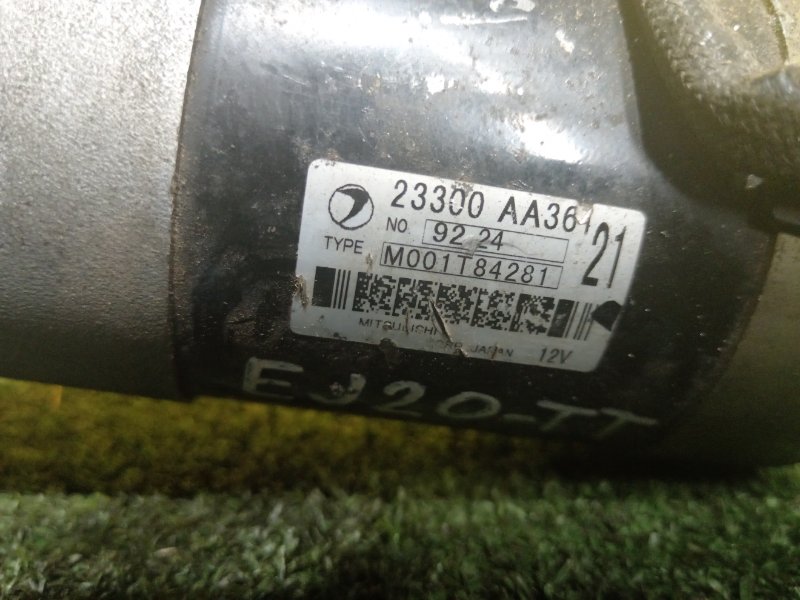 23300 AA361
NO. 92 24
TYPE M001T84281
21
JAPAN 12V
EJ20-TT